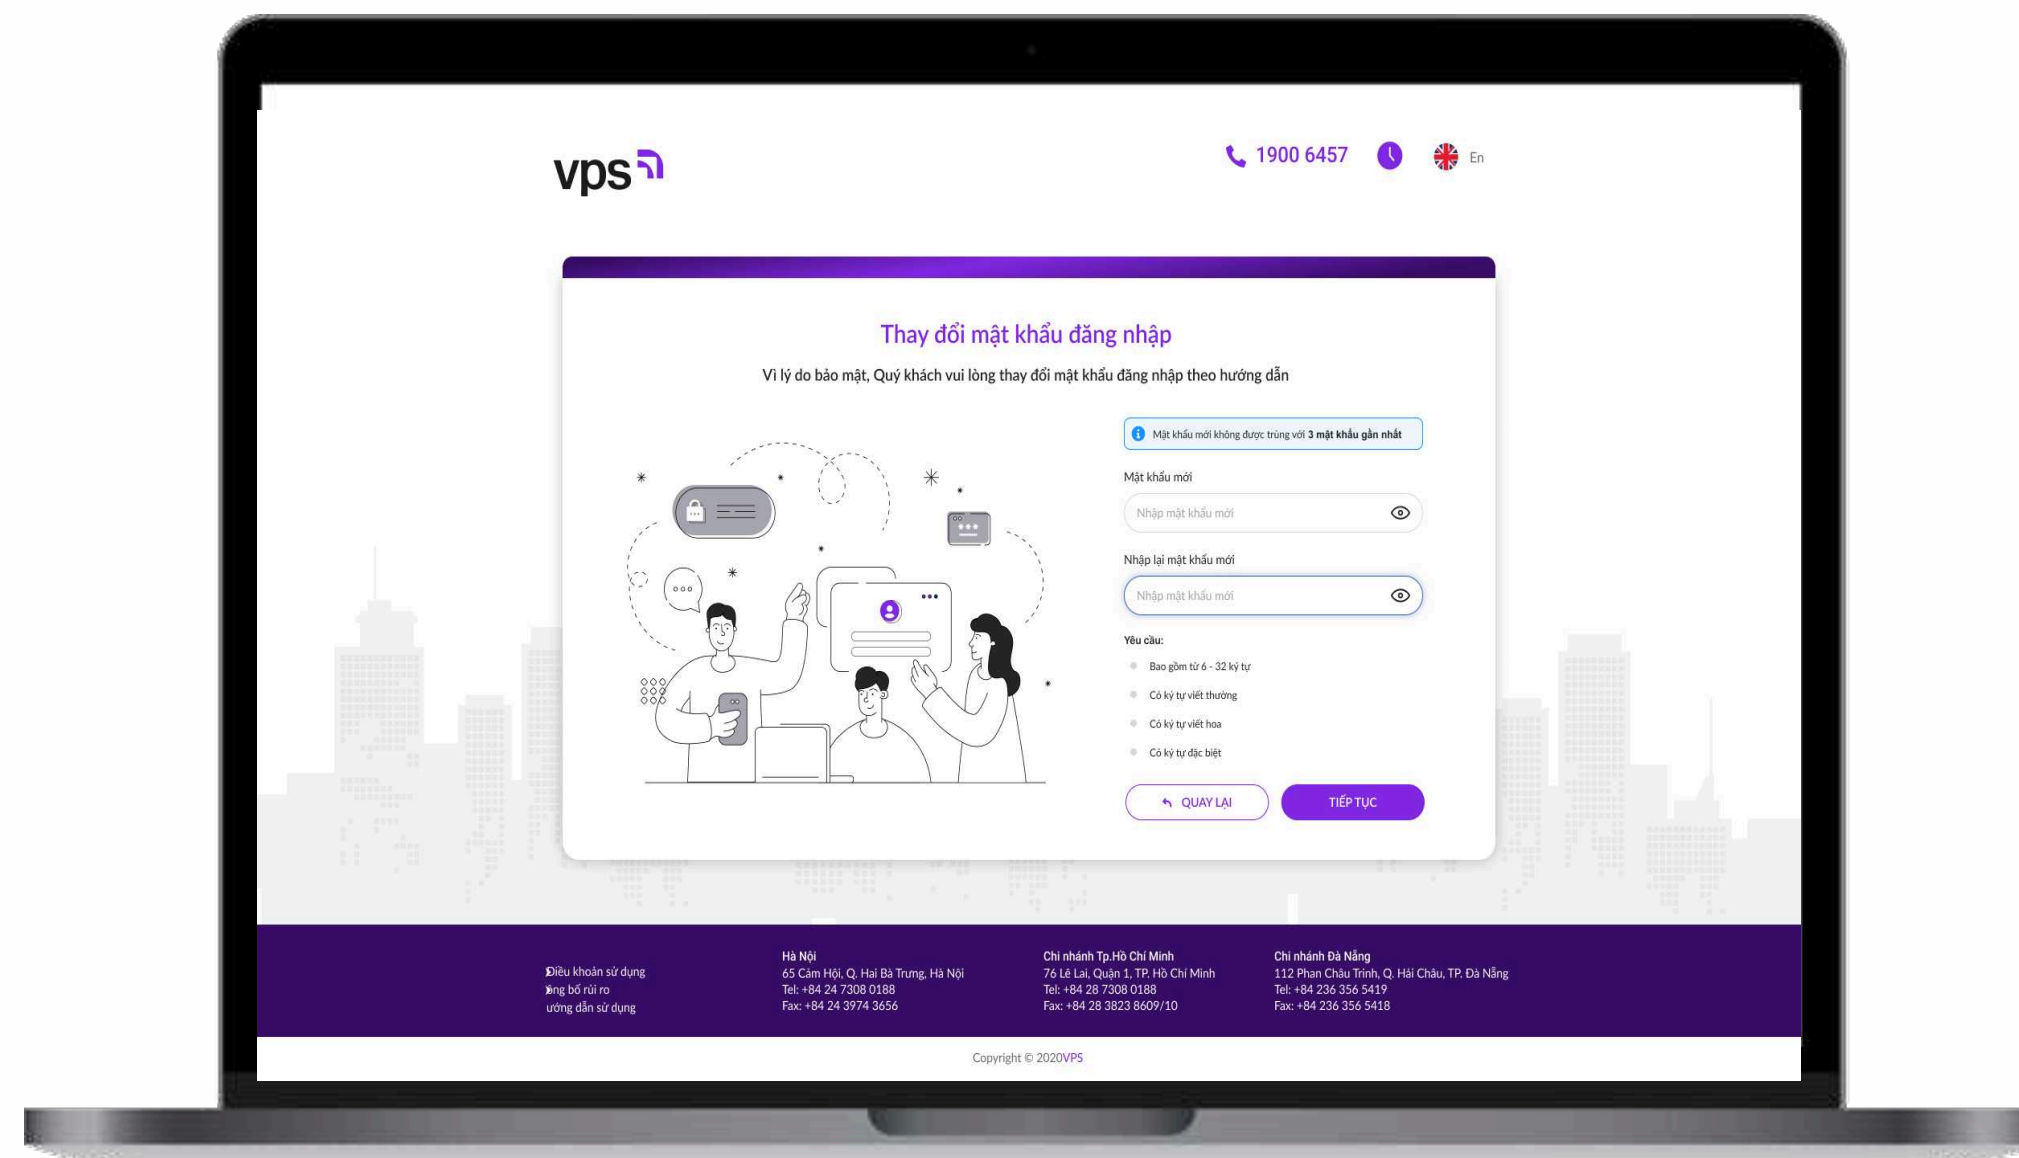 vps
1900 6457
En
Thay đổi mật khẩu đăng nhập
Vì lý do bảo mật, Quý khách vui lòng thay đổi mật khẩu đăng nhập theo hướng dẫn
Mật khẩu mới không được trùng với 3 mật khẩu gần nhất
Mật khẩu mới
Nhập mật khẩu mới
Nhập lại mật khẩu mới
Nhập mật khẩu mới
Yêu cầu:
Bao gồm từ 6 - 32 ký tự
Có ký tự viết thường
Có ký tự viết hoa
Có ký tự đặc biệt
QUAY LẠI
TIẾP TỤC
Điều khoản sử dụng
ông bố rủi ro
ướng dẫn sử dụng
Hà Nội
65 Cảm Hội, Q. Hai Bà Trưng, Hà Nội
Tel: +84 24 7308 0188
Fax: +84 24 3974 3656
Chi nhánh Tp.Hồ Chí Minh
76 Lê Lai, Quận 1, TP. Hồ Chí Minh
Tel: +84 28 7308 0188
Fax: +84 28 3823 8609/10
Chi nhánh Đà Nẵng
112 Phan Châu Trinh, Q. Hải Châu, TP. Đà Nẵng
Tel: +84 236 356 5419
Fax: +84 236 356 5418
Copyright © 2020VPS